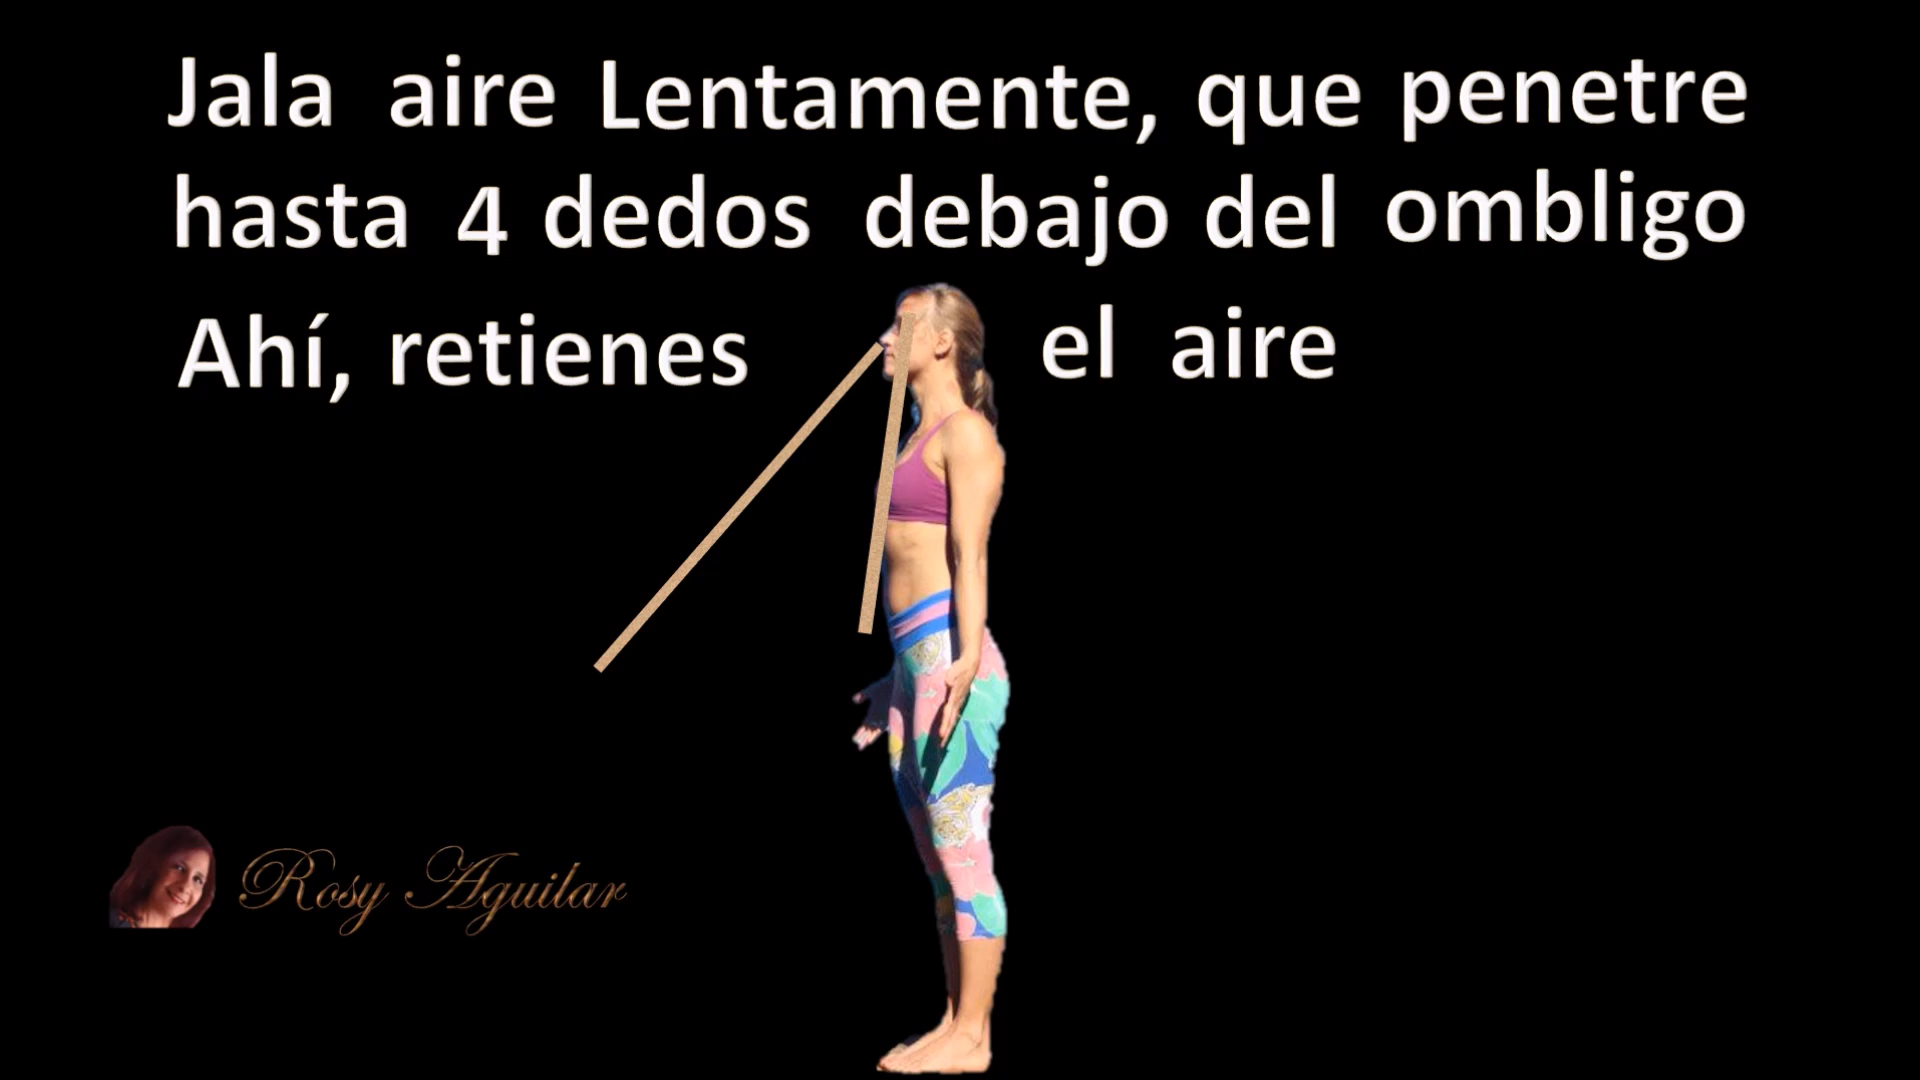 Jala aire Lentamente, que penetre
hasta 4 dedos debajo del ombligo
Ahí, retienes el aire
Rosy Aguilar